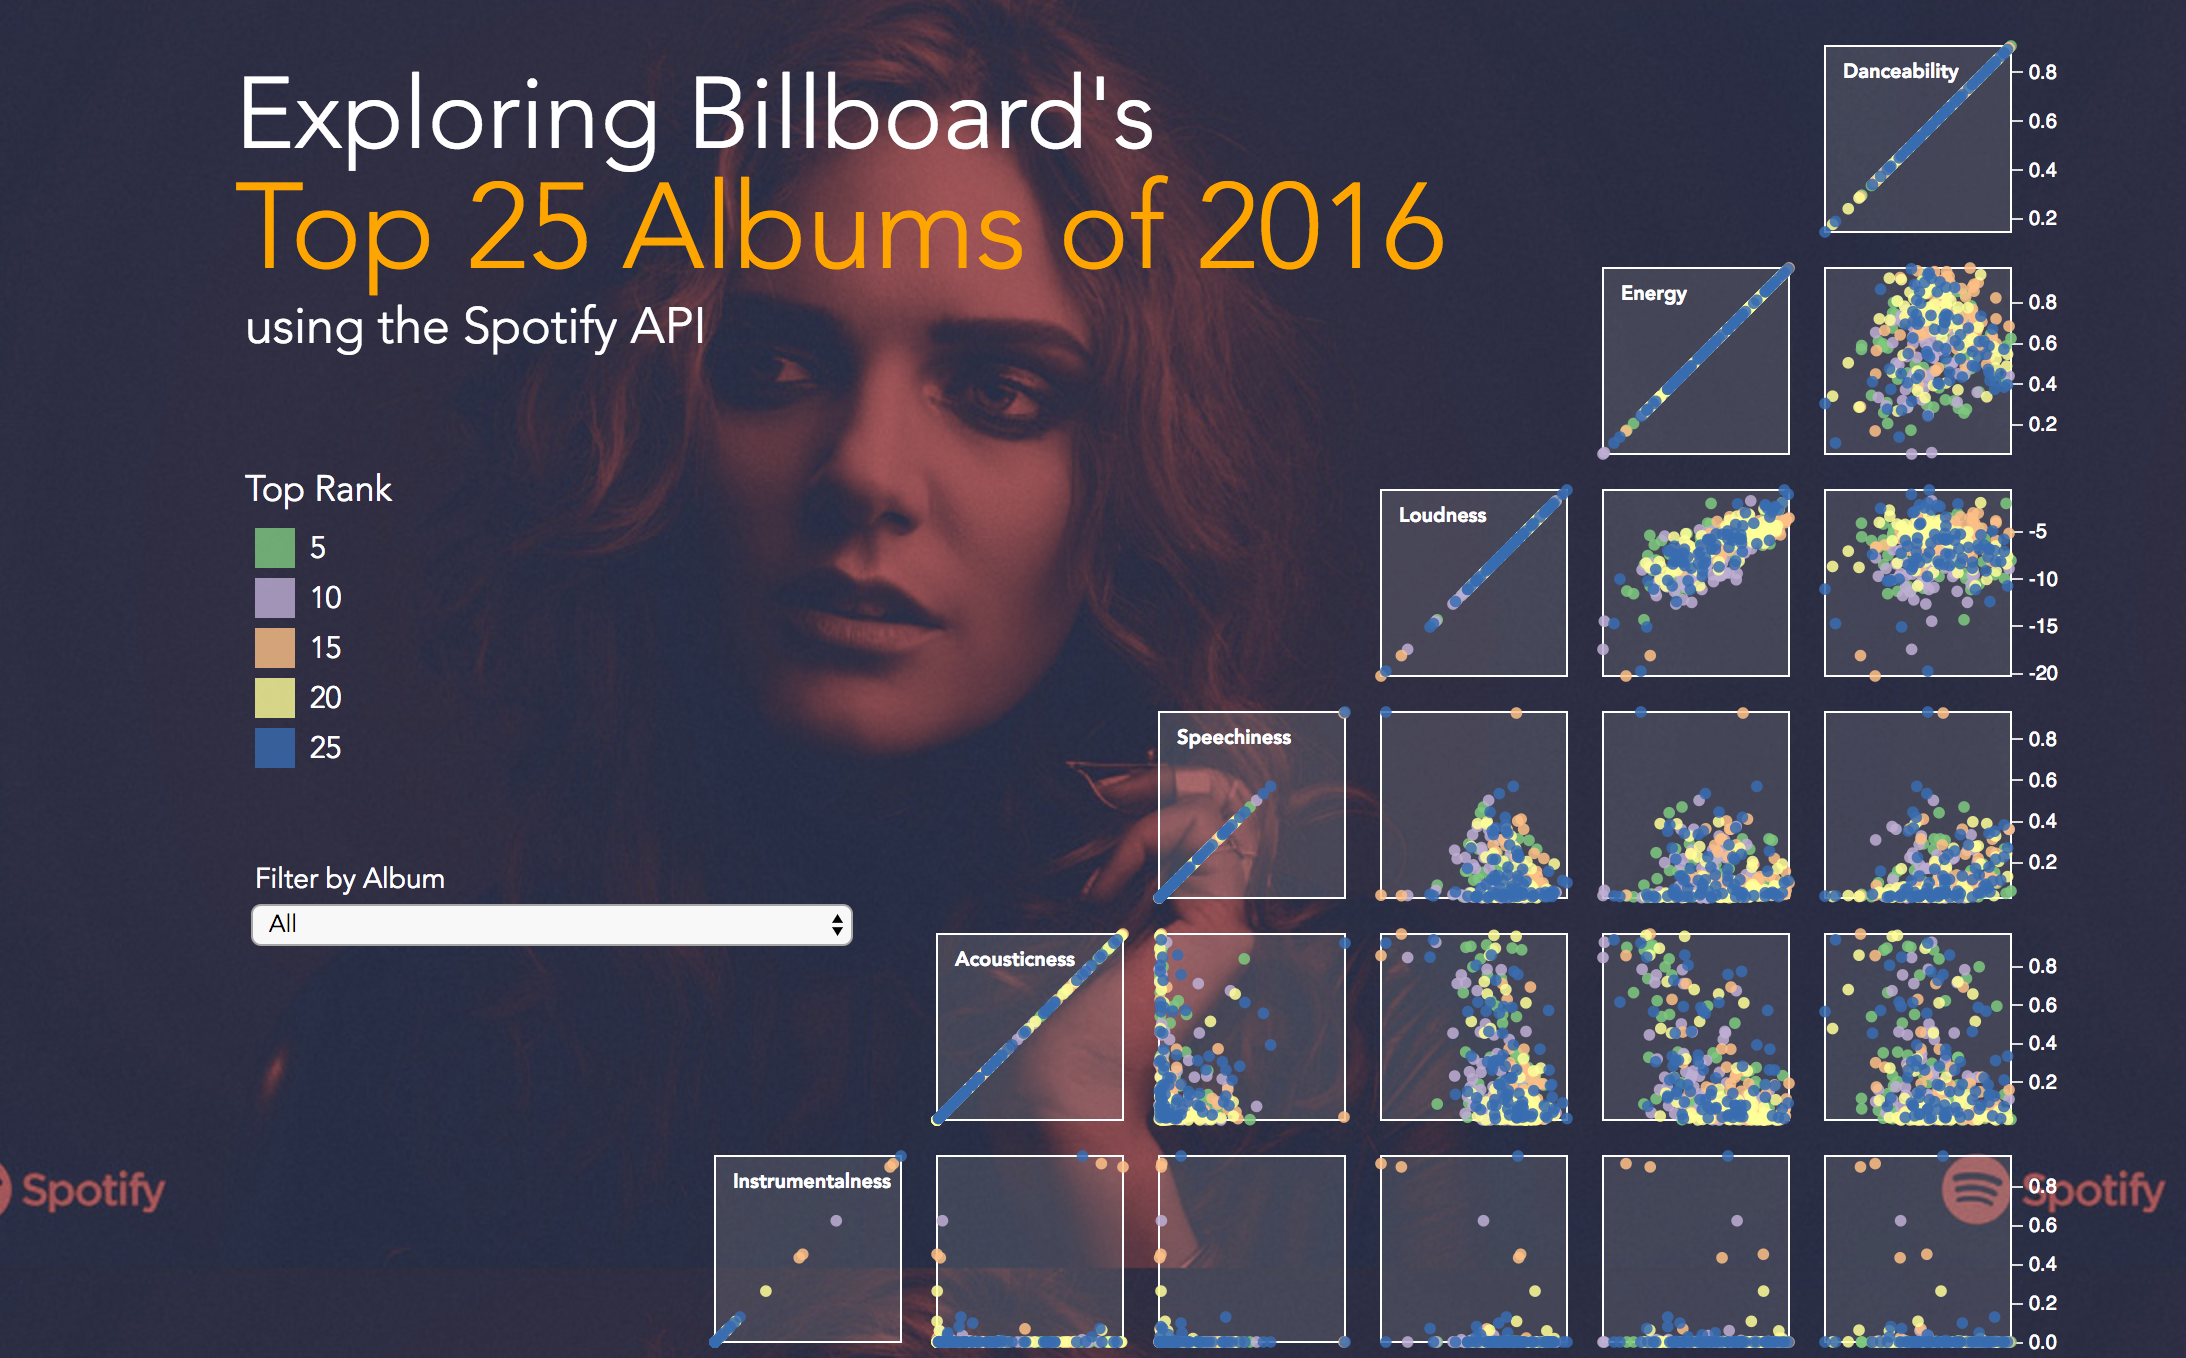 Exploring Billboard's
Top 25 Albums of 2016
using the Spotify API
Top Rank
5
10
15
20
25
Filter by Album
All
Danceability
0.8
0.6
0.4
0.2
Energy
0.8
0.6
0.4
0.2
Loudness
-5
-10
-15
-20
Speechiness
0.8
0.6
0.4
0.2
Acousticness
0.8
0.6
0.4
0.2
Instrumentalness
0.8
0.6
0.4
0.2
0.0
Spotify
Spotify